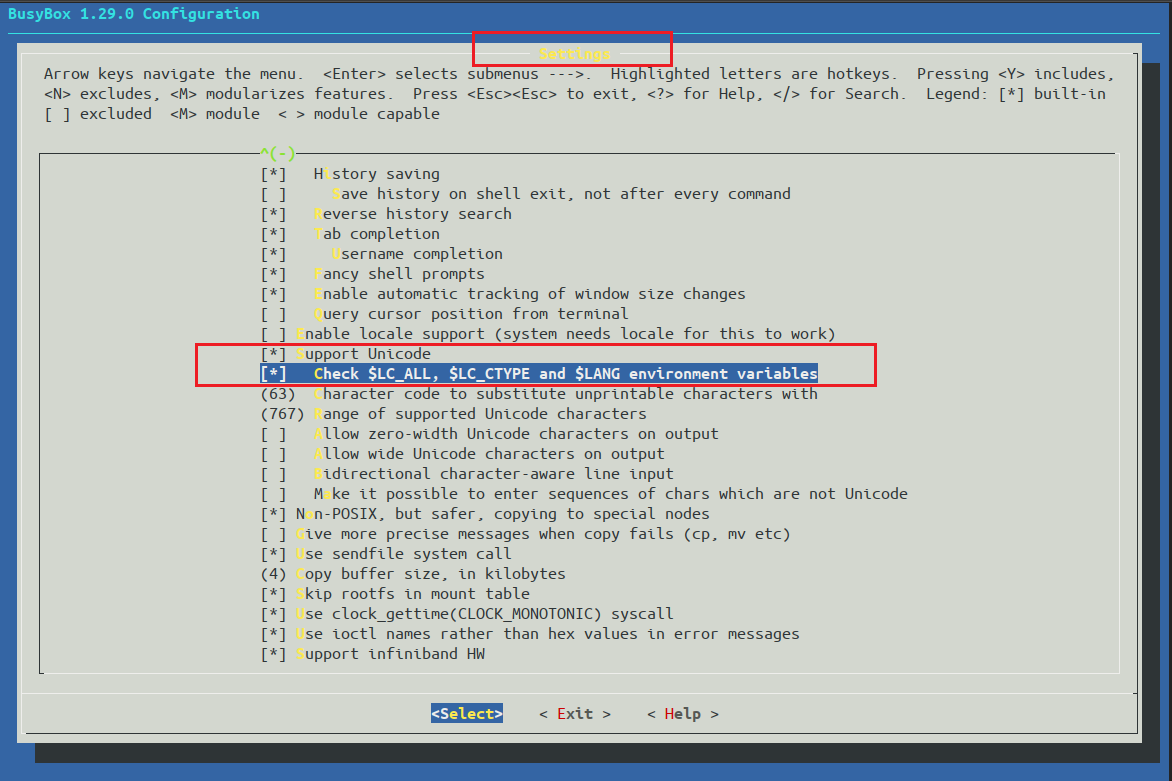 BusyBox 1.29.0 Configuration
Settings
Arrow keys navigate the menu.  <Enter> selects submenus --->.  Highlighted letters are hotkeys.  Pressing <Y> includes,
<N> excludes, <M> modularizes features.  Press <Esc><Esc> to exit, <?> for Help, </> for Search.  Legend: [*] built-in
[ ] excluded  <M> module  < > module capable
^(-)
[*]   History saving
[ ]     Save history on shell exit, not after every command
[*]   Reverse history search
[*]   Tab completion
[*]     Username completion
[*]   Fancy shell prompts
[*]   Enable automatic tracking of window size changes
[ ]   Query cursor position from terminal
[ ] Enable locale support (system needs locale for this to work)
[*] Support Unicode
[*]   Check $LC_ALL, $LC_CTYPE and $LANG environment variables
(63)  Character code to substitute unprintable characters with
(767) Range of supported Unicode characters
[ ]   Allow zero-width Unicode characters on output
[ ]   Allow wide Unicode characters on output
[ ]   Bidirectional character-aware line input
[ ]   Make it possible to enter sequences of chars which are not Unicode
[*] Non-POSIX, but safer, copying to special nodes
[ ] Give more precise messages when copy fails (cp, mv etc)
[*] Use sendfile system call
(4) Copy buffer size, in kilobytes
[*] Skip rootfs in mount table
[*] Use clock_gettime(CLOCK_MONOTONIC) syscall
[*] Use ioctl names rather than hex values in error messages
[*] Support infiniband HW
<Select>    < Exit >    < Help >